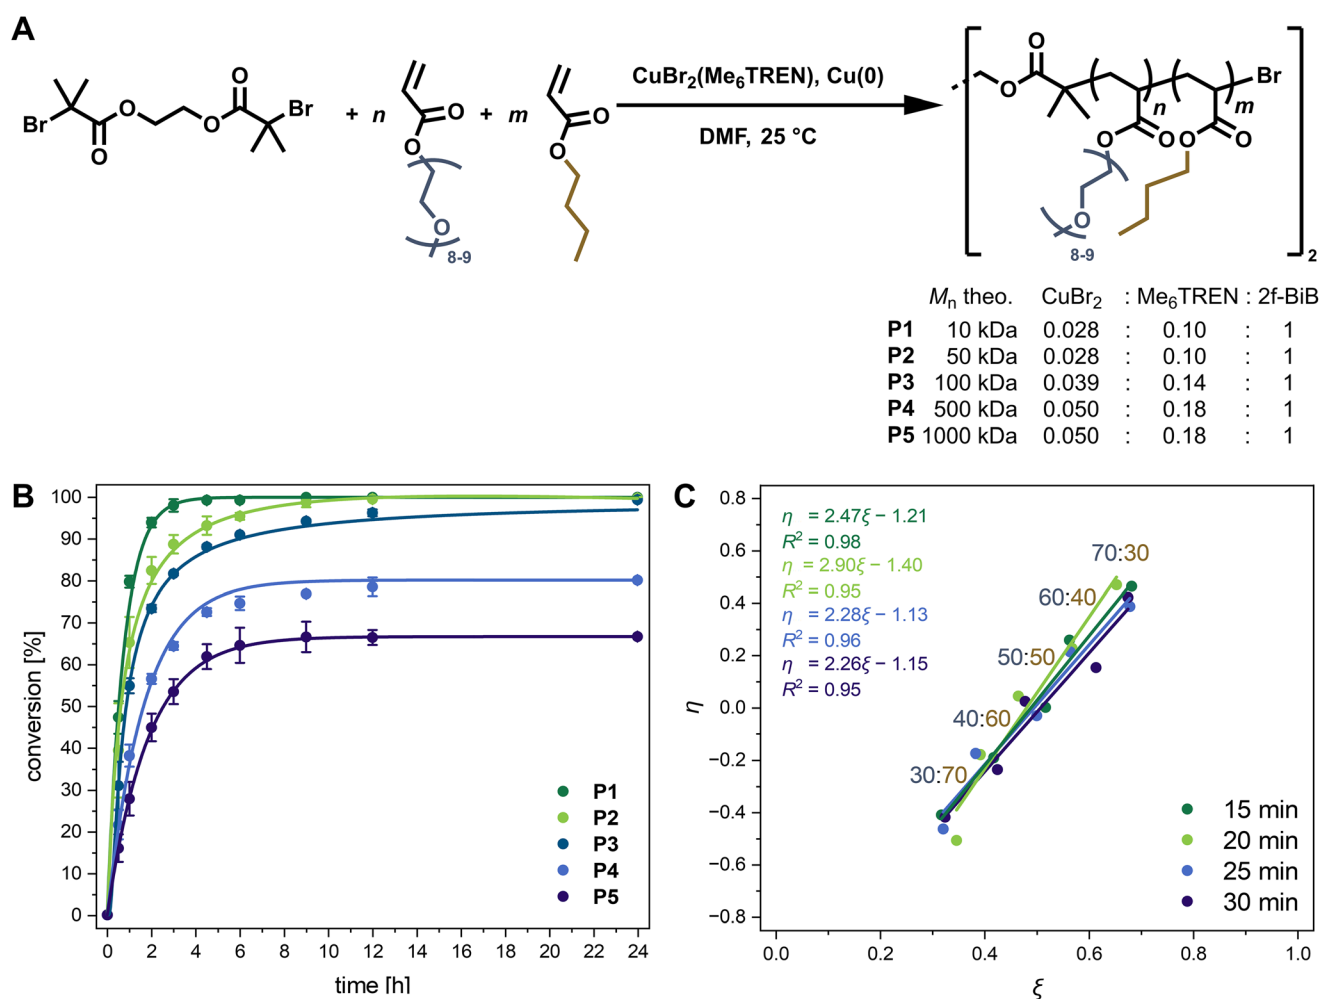 A
CuBr2(Me6TREN), Cu(0)
DMF, 25 °C
Br
O
O
O
O
Br
+ n
O
O
O
8-9
+ m
O
O
O
O
n
m
Br
O
O
O
O
O
8-9
2
Mn theo. CuBr2 : Me6TREN : 2f-BiB
P1 10 kDa 0.028 : 0.10 : 1
P2 50 kDa 0.028 : 0.10 : 1
P3 100 kDa 0.039 : 0.14 : 1
P4 500 kDa 0.050 : 0.18 : 1
P5 1000 kDa 0.050 : 0.18 : 1
B
conversion [%]
100
90
80
70
60
50
40
30
20
10
0
P1
P2
P3
P4
P5
0 2 4 6 8 10 12 14 16 18 20 22 24
time [h]
C
η
0.8
0.6
0.4
0.2
0.0
−0.2
−0.4
−0.6
−0.8
η = 2.47ξ − 1.21
R2 = 0.98
η = 2.90ξ − 1.40
R2 = 0.95
η = 2.28ξ − 1.13
R2 = 0.96
η = 2.26ξ − 1.15
R2 = 0.95
70:30
60:40
50:50
40:60
30:70
15 min
20 min
25 min
30 min
0.0 0.2 0.4 0.6 0.8 1.0
ξ